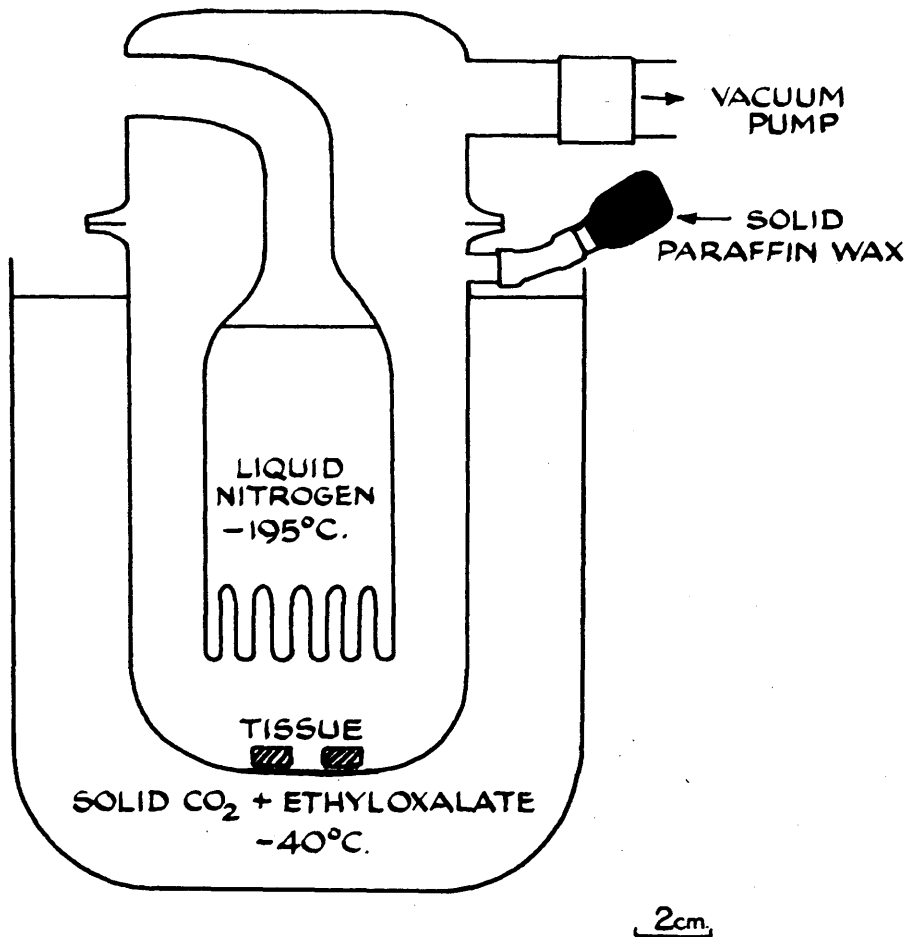 VACUUM
PUMP
SOLID
PARAFFIN WAX
LIQUID
NITROGEN
-195°C.
TISSUE
SOLID CO₂ + ETHYLOXALATE
-40°C.
2cm.